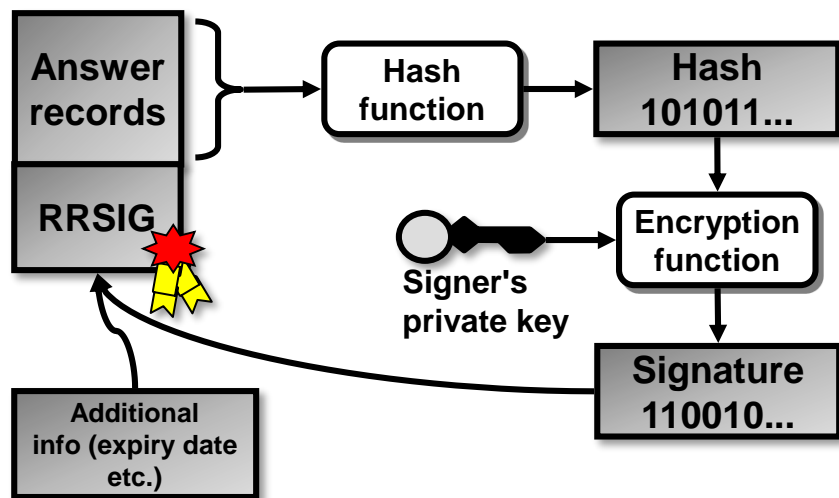 Answer
records
Hash
function
Hash
101011...
RRSIG
Encryption
function
Signer's
private key
Signature
110010...
Additional
info (expiry date
etc.)